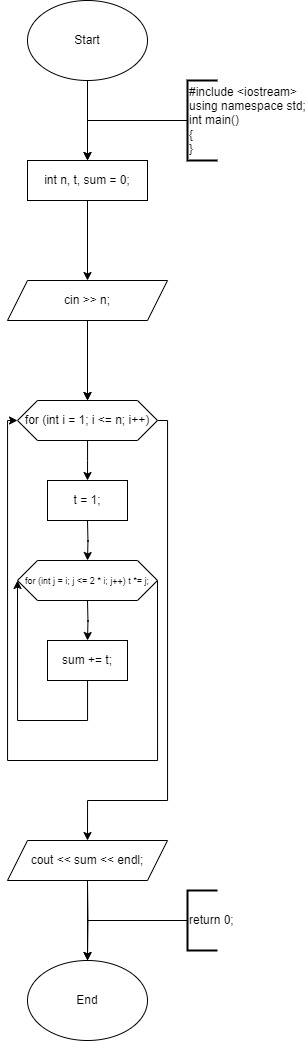 Start
#include <iostream>
using namespace std;
int main()
{
}
int n, t, sum = 0;
cin >> n;
for (int i = 1; i <= n; i++)
t = 1;
for (int j = i; j <= 2 * i; j++) t *= j;
sum += t;
cout << sum << endl;
return 0;
End